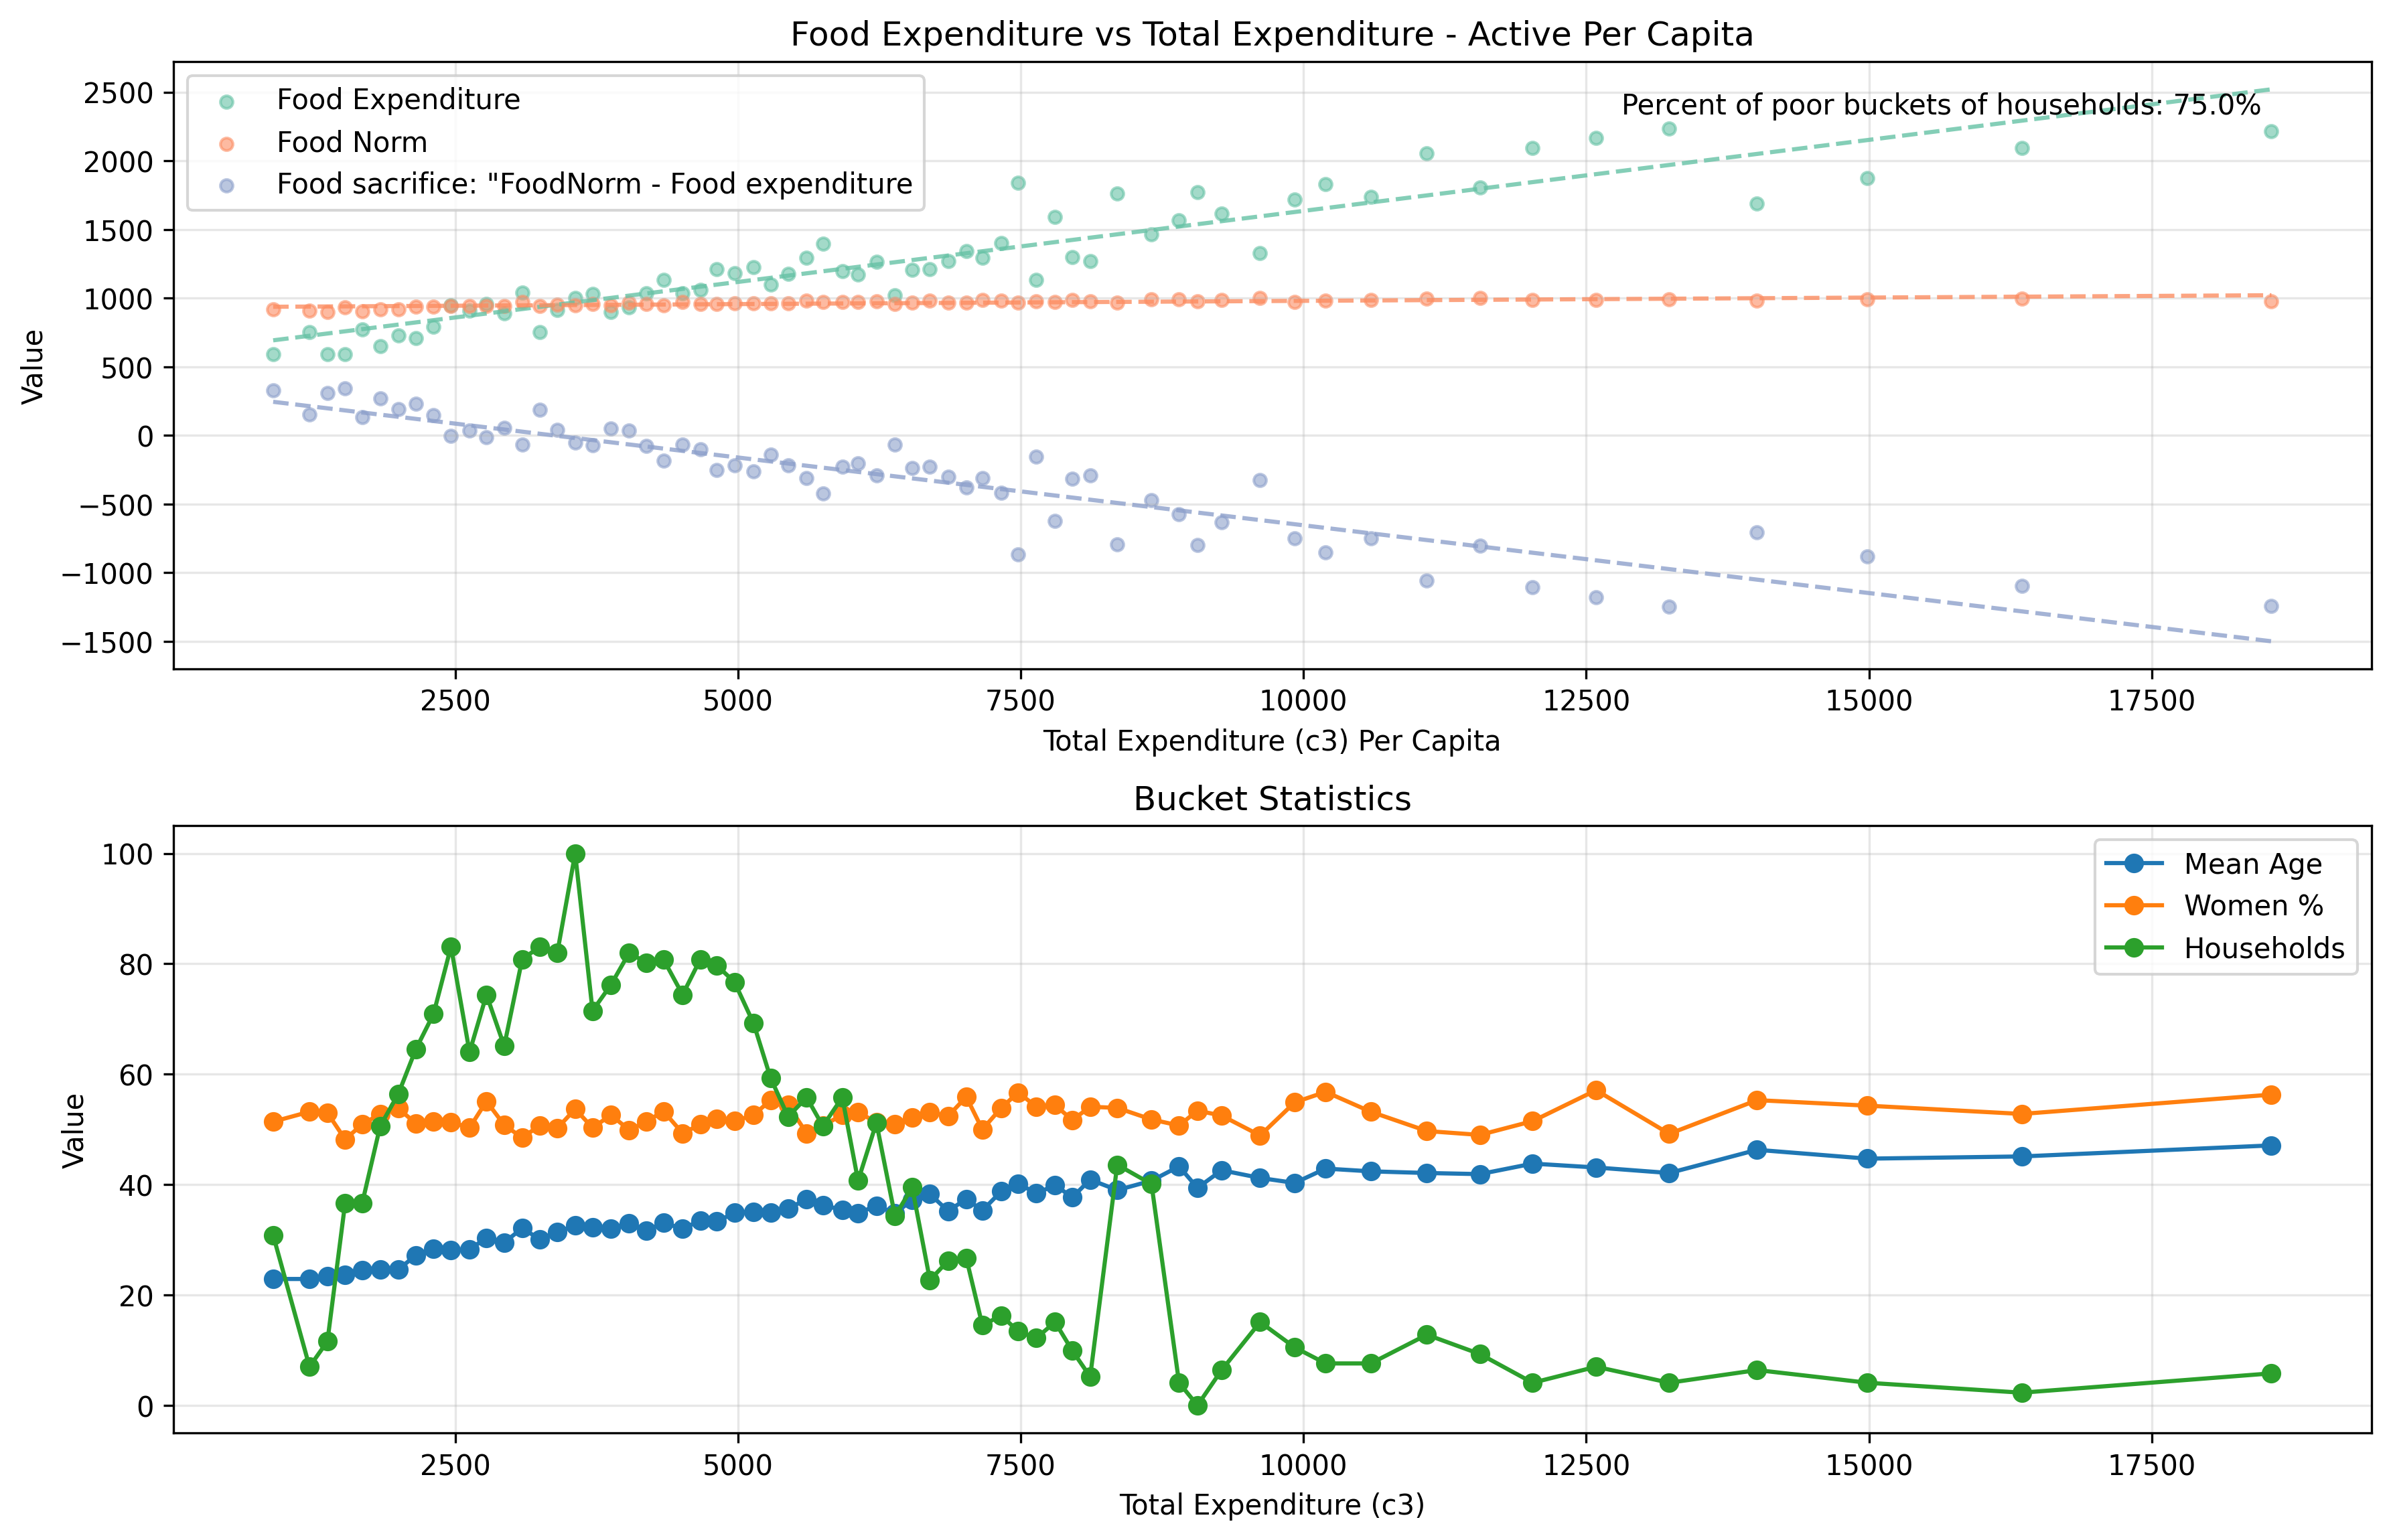 Food Expenditure vs Total Expenditure - Active Per Capita
2500
2000
1500
1000
500
0
−500
−1000
−1500
Value
Food Expenditure
Food Norm
Food sacrifice: "FoodNorm - Food expenditure
Percent of poor buckets of households: 75.0%
2500 5000 7500 10000 12500 15000 17500
Total Expenditure (c3) Per Capita
Bucket Statistics
100
80
60
40
20
0
Value
Mean Age
Women %
Households
2500 5000 7500 10000 12500 15000 17500
Total Expenditure (c3)